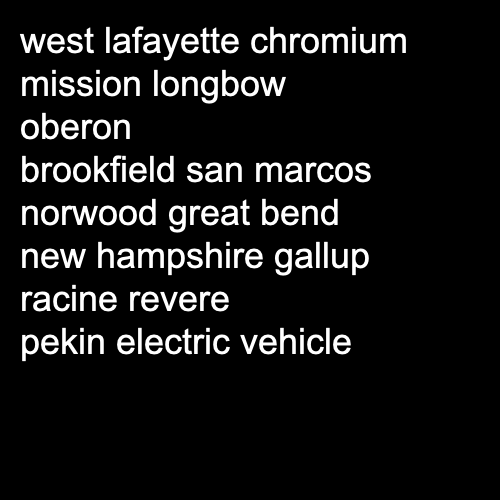 west lafayette chromium
mission longbow
oberon
brookfield san marcos
norwood great bend
new hampshire gallup
racine revere
pekin electric vehicle